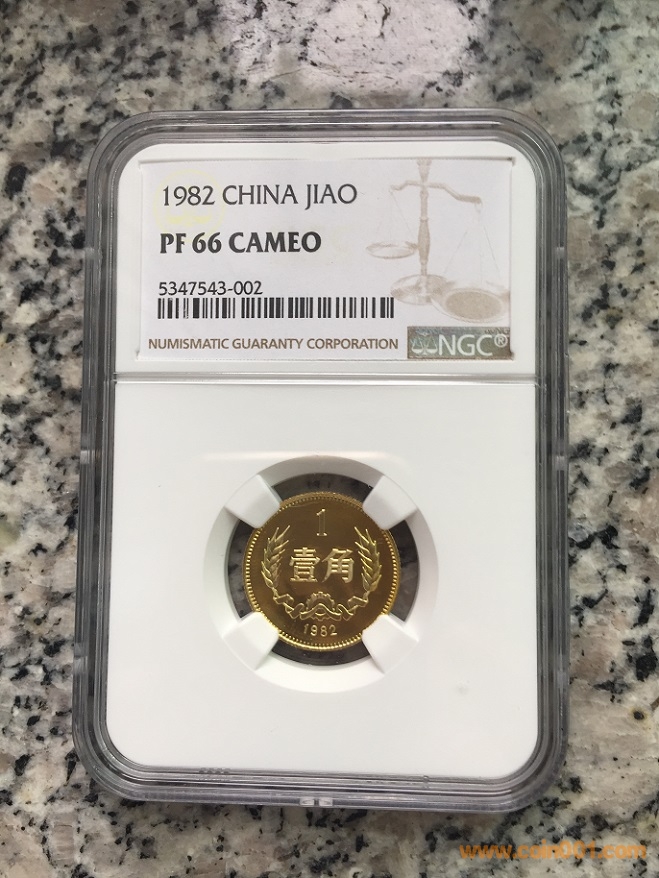 1982 CHINA JIAO
PF 66 CAMEO
5347543-002
NUMISMATIC GUARANTY CORPORATION
NGC®
1
壹角
1982
www.coin001.com